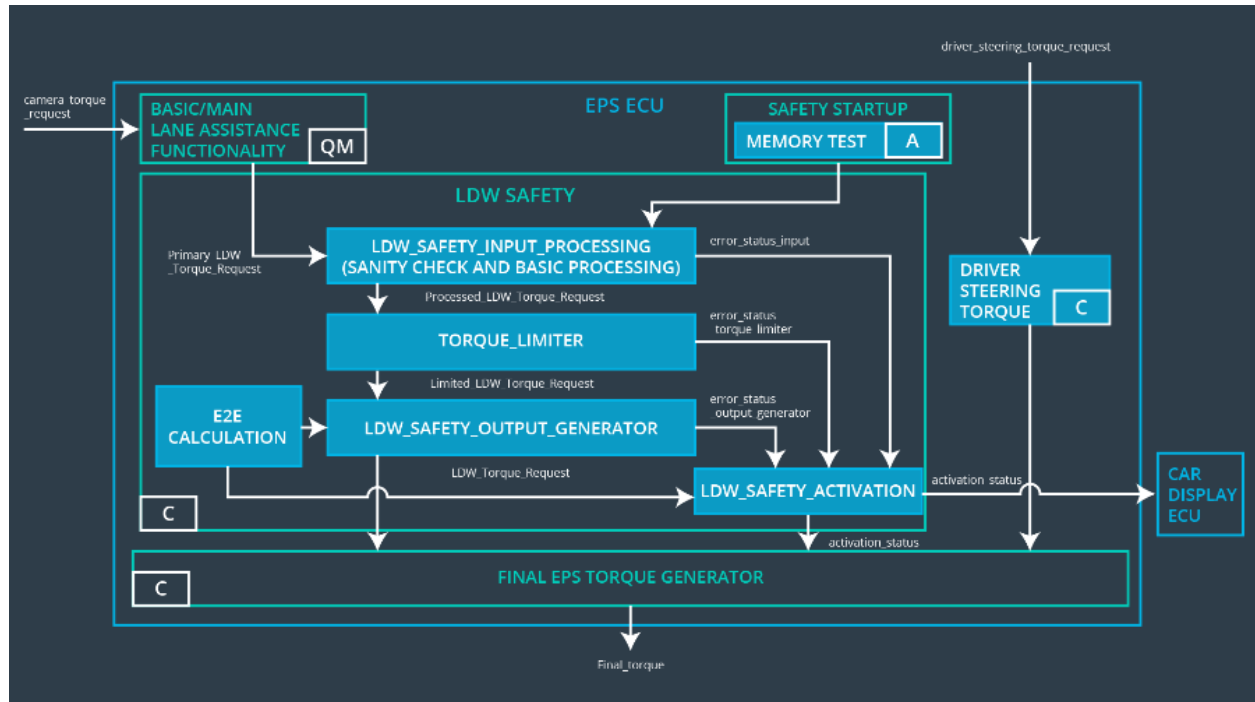 driver_steering_torque_request
camera torque
_request
BASIC/MAIN
LANE ASSISTANCE
FUNCTIONALITY
QM
EPS ECU
SAFETY STARTUP
MEMORY TEST
A
LDW SAFETY
Primary LDW
_Torque_Request
LDW_SAFETY_INPUT_PROCESSING
(SANITY CHECK AND BASIC PROCESSING)
error_status_input
DRIVER
STEERING
TORQUE
C
Processed_LDW_Torque_Request
TORQUE_LIMITER
error_status
_torque limiter
Limited_LDW_Torque_Request
E2E
CALCULATION
LDW_SAFETY_OUTPUT_GENERATOR
error_status
_output generator
LDW_Torque_Request
LDW_SAFETY_ACTIVATION
activation status
CAR
DISPLAY
ECU
C
activation_status
C
FINAL EPS TORQUE GENERATOR
Final_torque